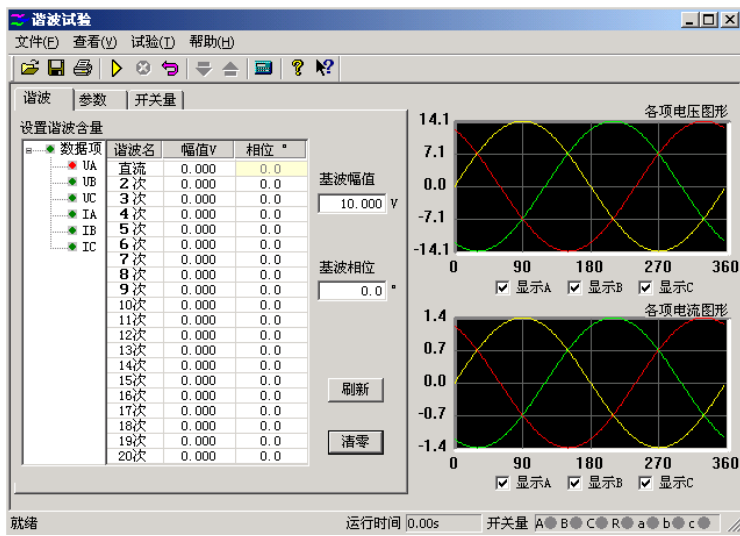 谐波试验
文件(F) 查看(V) 试验(T) 帮助(H)
谐波 参数 开关量
设置谐波含量
数据项
UA
UB
UC
IA
IB
IC
谐波名 幅值V 相位 °
直流 0.000 0.0
2次 0.000 0.0
3次 0.000 0.0
4次 0.000 0.0
5次 0.000 0.0
6次 0.000 0.0
7次 0.000 0.0
8次 0.000 0.0
9次 0.000 0.0
10次 0.000 0.0
11次 0.000 0.0
12次 0.000 0.0
13次 0.000 0.0
14次 0.000 0.0
15次 0.000 0.0
16次 0.000 0.0
17次 0.000 0.0
18次 0.000 0.0
19次 0.000 0.0
20次 0.000 0.0
基波幅值
10.000 V
基波相位
0.0 °
刷新
清零
各项电压图形
14.1
7.1
0.0
-7.1
-14.1
0 90 180 270 360
显示A 显示B 显示C
各项电流图形
1.4
0.7
0.0
-0.7
-1.4
0 90 180 270 360
显示A 显示B 显示C
就绪 运行时间 0.00s 开关量 A B C R a b c